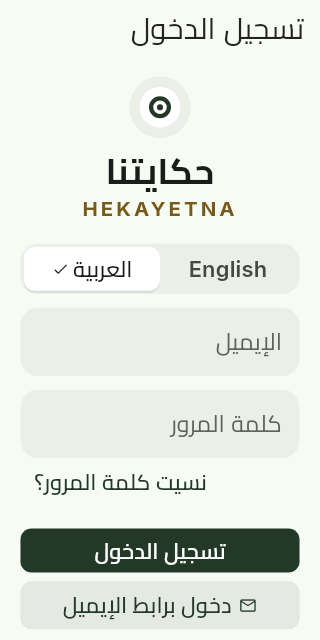 تسجيل الدخول
حكايتنا
HEKAYETNA
العربية ✓
English
الإيميل
كلمة المرور
نسيت كلمة المرور؟
تسجيل الدخول
دخول برابط الإيميل